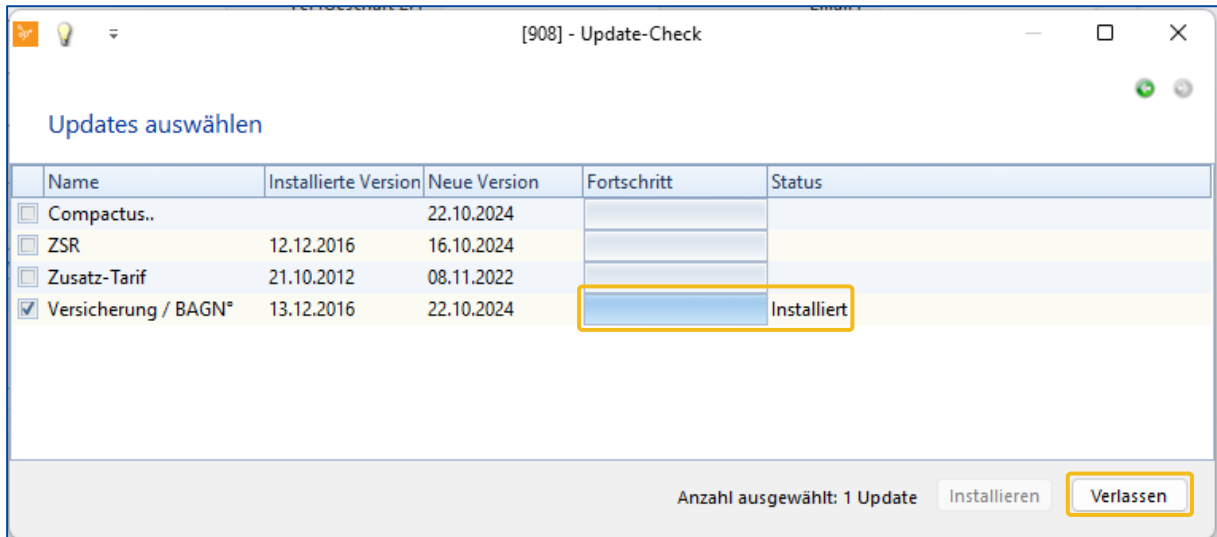 [908] - Update-Check
Updates auswählen
Name Installierte Version Neue Version Fortschritt Status
Compactus.. 22.10.2024
ZSR 12.12.2016 16.10.2024
Zusatz-Tarif 21.10.2012 08.11.2022
Versicherung / BAGN° 13.12.2016 22.10.2024 Installiert
Anzahl ausgewählt: 1 Update Installieren Verlassen